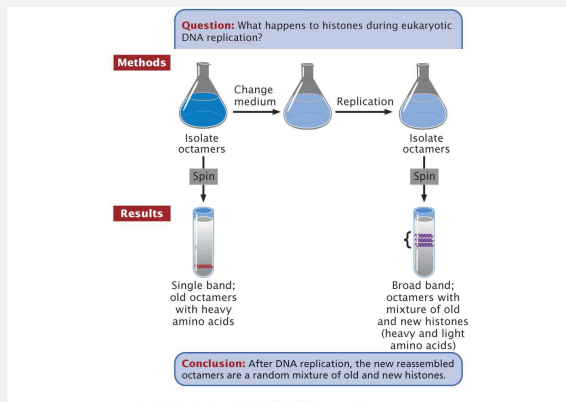 Question: What happens to histones during eukaryotic
DNA replication?
Methods
Change
medium
Replication
Isolate
octamers
Isolate
octamers
Spin
Spin
Results
Single band;
old octamers
with heavy
amino acids
Broad band;
octamers with
mixture of old
and new histones
(heavy and light
amino acids)
Conclusion: After DNA replication, the new reassembled
octamers are a random mixture of old and new histones.